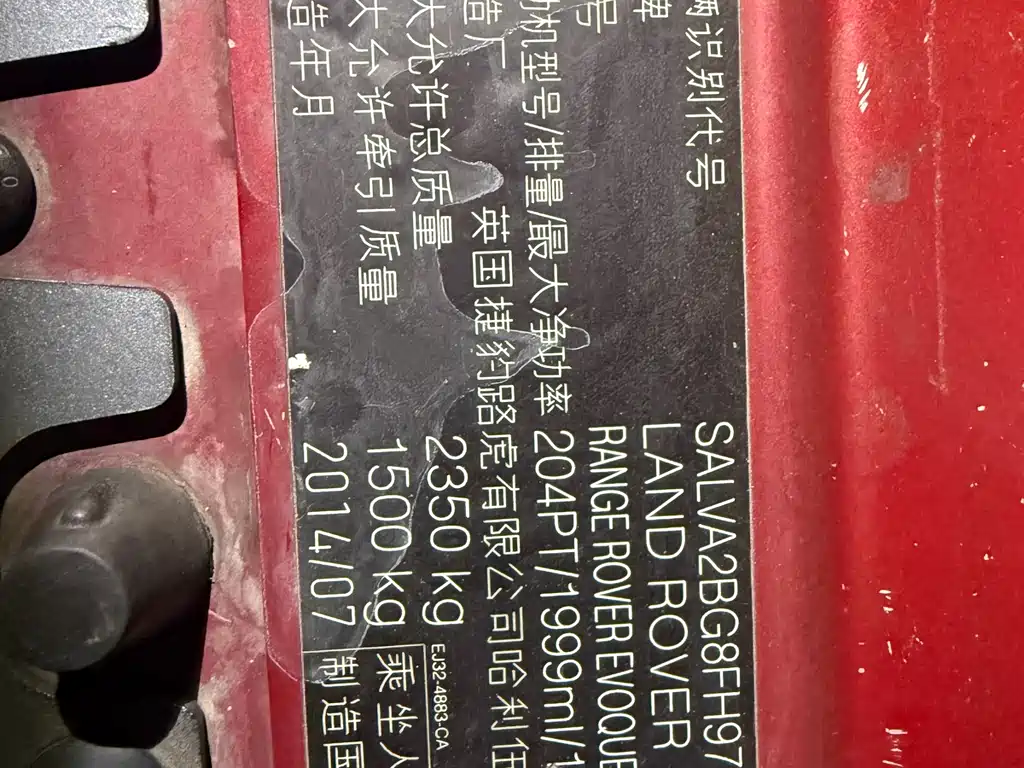 辆识别代号 SALVA2BG8FH97
牌 LAND ROVER
号 RANGE ROVER EVOQUE
机型号/排量/最大净功率 204PT/1999ml/1
造厂 英国捷豹路虎有限公司哈利伍
大允许总质量 2350 kg
EJ32-4883-CA
大允许牵引质量 1500 kg 乘坐人
造年月 2014/07 制造国
0